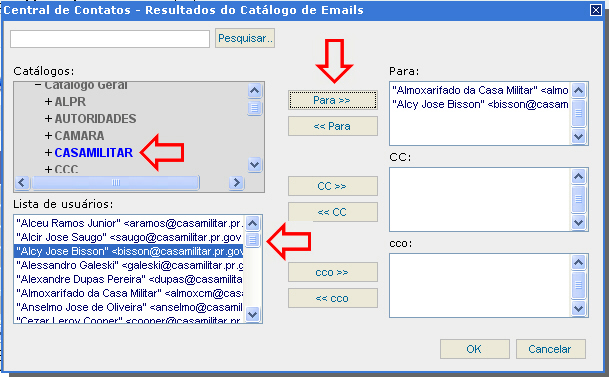 Central de Contatos - Resultados do Catálogo de Emails
Pesquisar..
Catálogos:
Catálogo Geral
ALPR
AUTORIDADES
CAMARA
CASAMILITAR
CCC
Lista de usuários:
"Alceu Ramos Junior" <aramos@casamilitar.pr.
"Alcir Jose Saugo" <saugo@casamilitar.pr.gov
"Alcy Jose Bisson" <bisson@casamilitar.pr.gov
"Alessandro Galeski" <galeski@casamilitar.pr.
"Alexandre Dupas Pereira" <dupas@casamilita
"Almoxarifado da Casa Militar" <almoxcm@casa
"Anselmo Jose de Oliveira" <anselmo@casamil
"Cezar Leroy Cooper" <cooper@casamilitar.pr
Para >>
<< Para
CC >>
<< CC
cco >>
<< cco
Para:
"Almoxarifado da Casa Militar" <almo
"Alcy Jose Bisson" <bisson@casam
CC:
cco:
OK
Cancelar